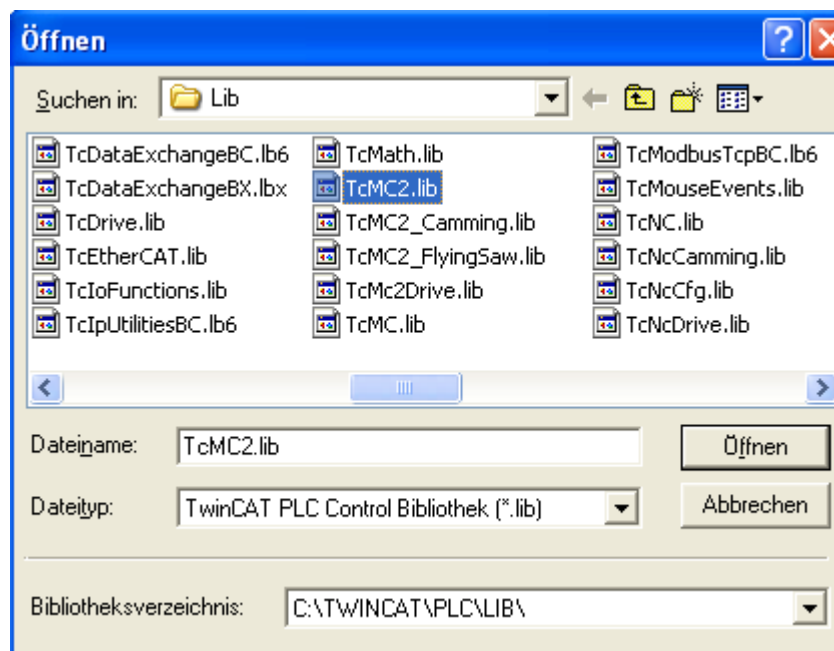 Öffnen
Suchen in: Lib
TcDataExchangeBC.lb6 TcMath.lib TcModbusTcpBC.lb6
TcDataExchangeBX.lbx TcMC2.lib TcMouseEvents.lib
TcDrive.lib TcMC2_Camming.lib TcNC.lib
TcEtherCAT.lib TcMC2_FlyingSaw.lib TcNcCamming.lib
TcIoFunctions.lib TcMc2Drive.lib TcNcCfg.lib
TcIpUtilitiesBC.lb6 TcMC.lib TcNcDrive.lib
Dateiname: TcMC2.lib Öffnen
Dateityp: TwinCAT PLC Control Bibliothek (*.lib) Abbrechen
Bibliotheksverzeichnis: C:\TWINCAT\PLC\LIB\